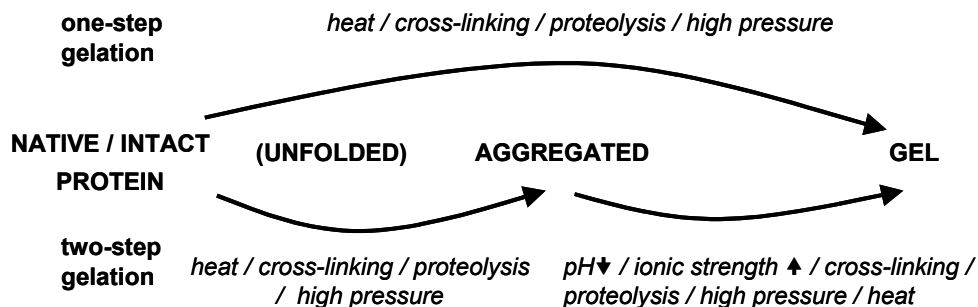 one-step gelation
heat / cross-linking / proteolysis / high pressure
NATIVE / INTACT PROTEIN
(UNFOLDED)
AGGREGATED
GEL
two-step gelation
heat / cross-linking / proteolysis
/ high pressure
pH↓ / ionic strength ↑ / cross-linking /
proteolysis / high pressure / heat